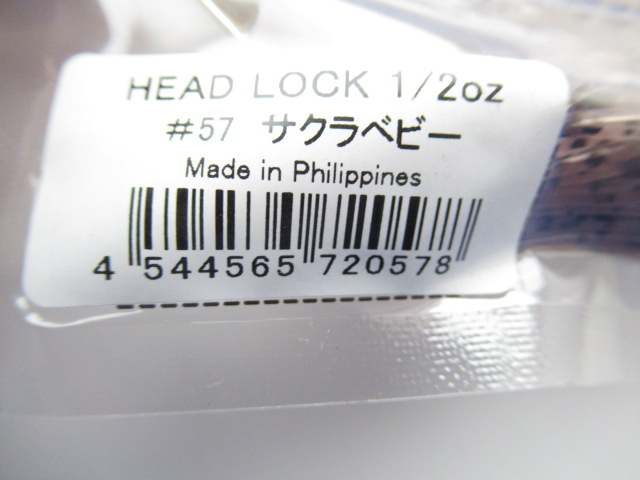 HEAD LOCK 1/2oz
#57 サクラベビー
Made in Philippines
4 544565 720578